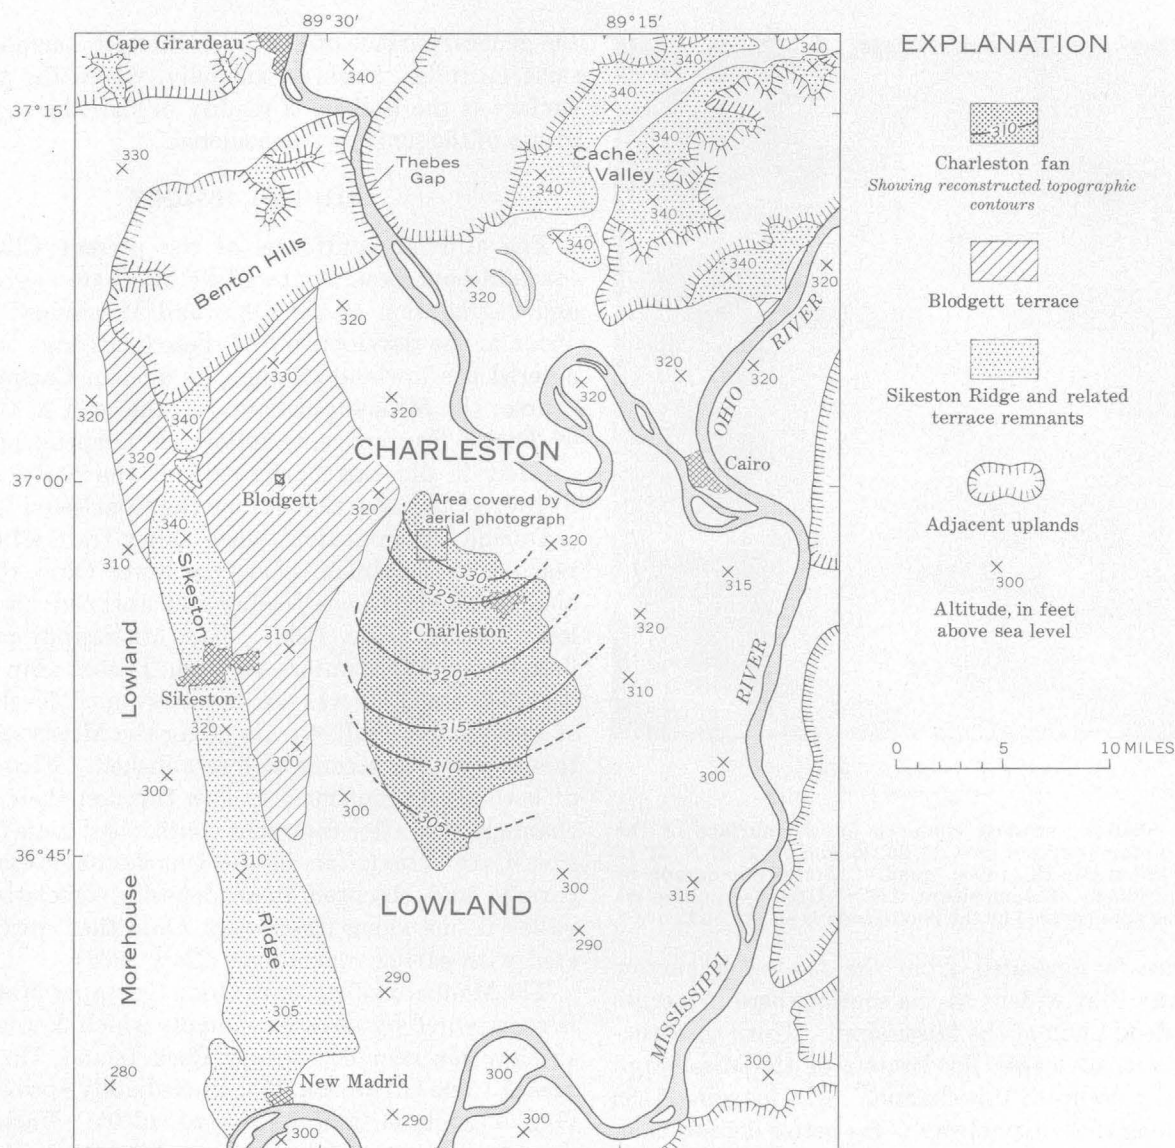 89°30′ 89°15′
Cape Girardeau
340
340
340
340
37°15′
340
340
330
Thebes
Gap
Cache
Valley
340
340
340
340
Benton Hills
320
320
340
320
RIVER
330
320
320
320
320
320
340
OHIO
CHARLESTON
Cairo
320
37°00′
Blodgett
320
Area covered by
aerial photograph
340
320
310
330
325
315
Sikeston
Charleston
320
310
320
310
Lowland
Sikeston
RIVER
320
315
300
310
300
300
300
305
36°45′
310
300
315
LOWLAND
290
Ridge
Morehouse
290
305
MISSISSIPPI
280
New Madrid
300
300
290
300
300
EXPLANATION
310
Charleston fan
Showing reconstructed topographic
contours
Blodgett terrace
Sikeston Ridge and related
terrace remnants
Adjacent uplands
300
Altitude, in feet
above sea level
0 5 10 MILES